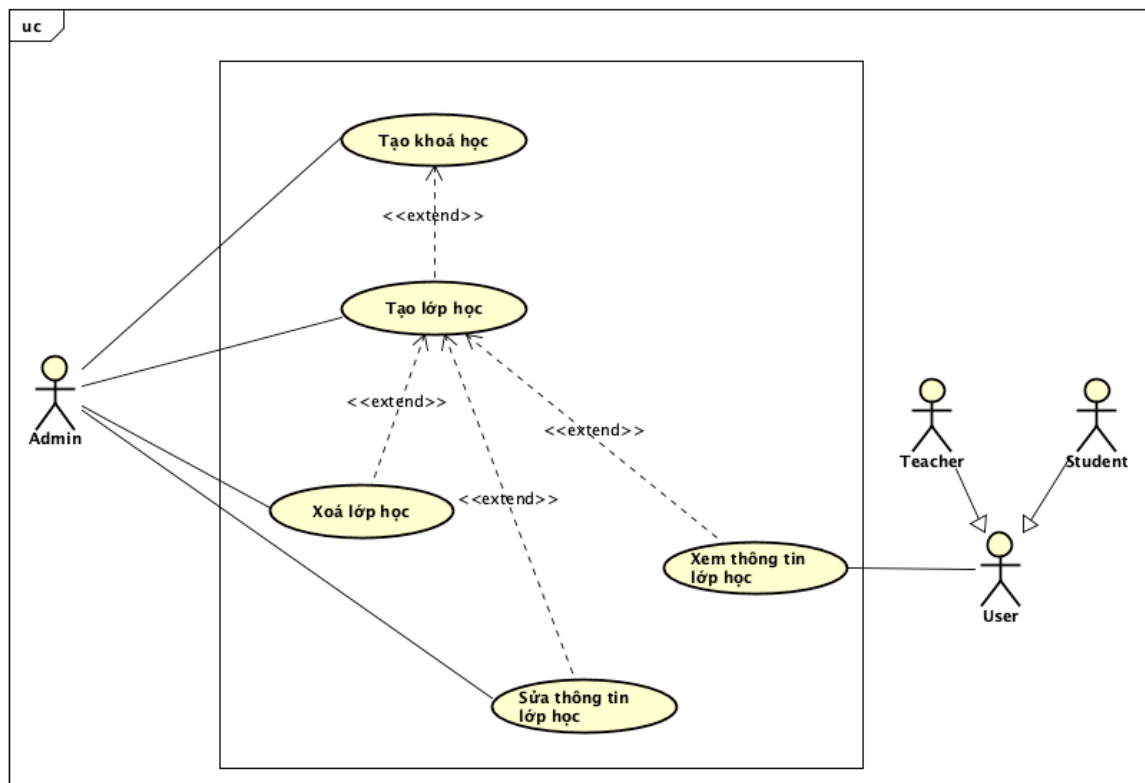 uc
Tạo khoá học
<<extend>>
Tạo lớp học
<<extend>>
<<extend>>
<<extend>>
Admin
Teacher
Student
Xoá lớp học
Xem thông tin
lớp học
User
Sửa thông tin
lớp học